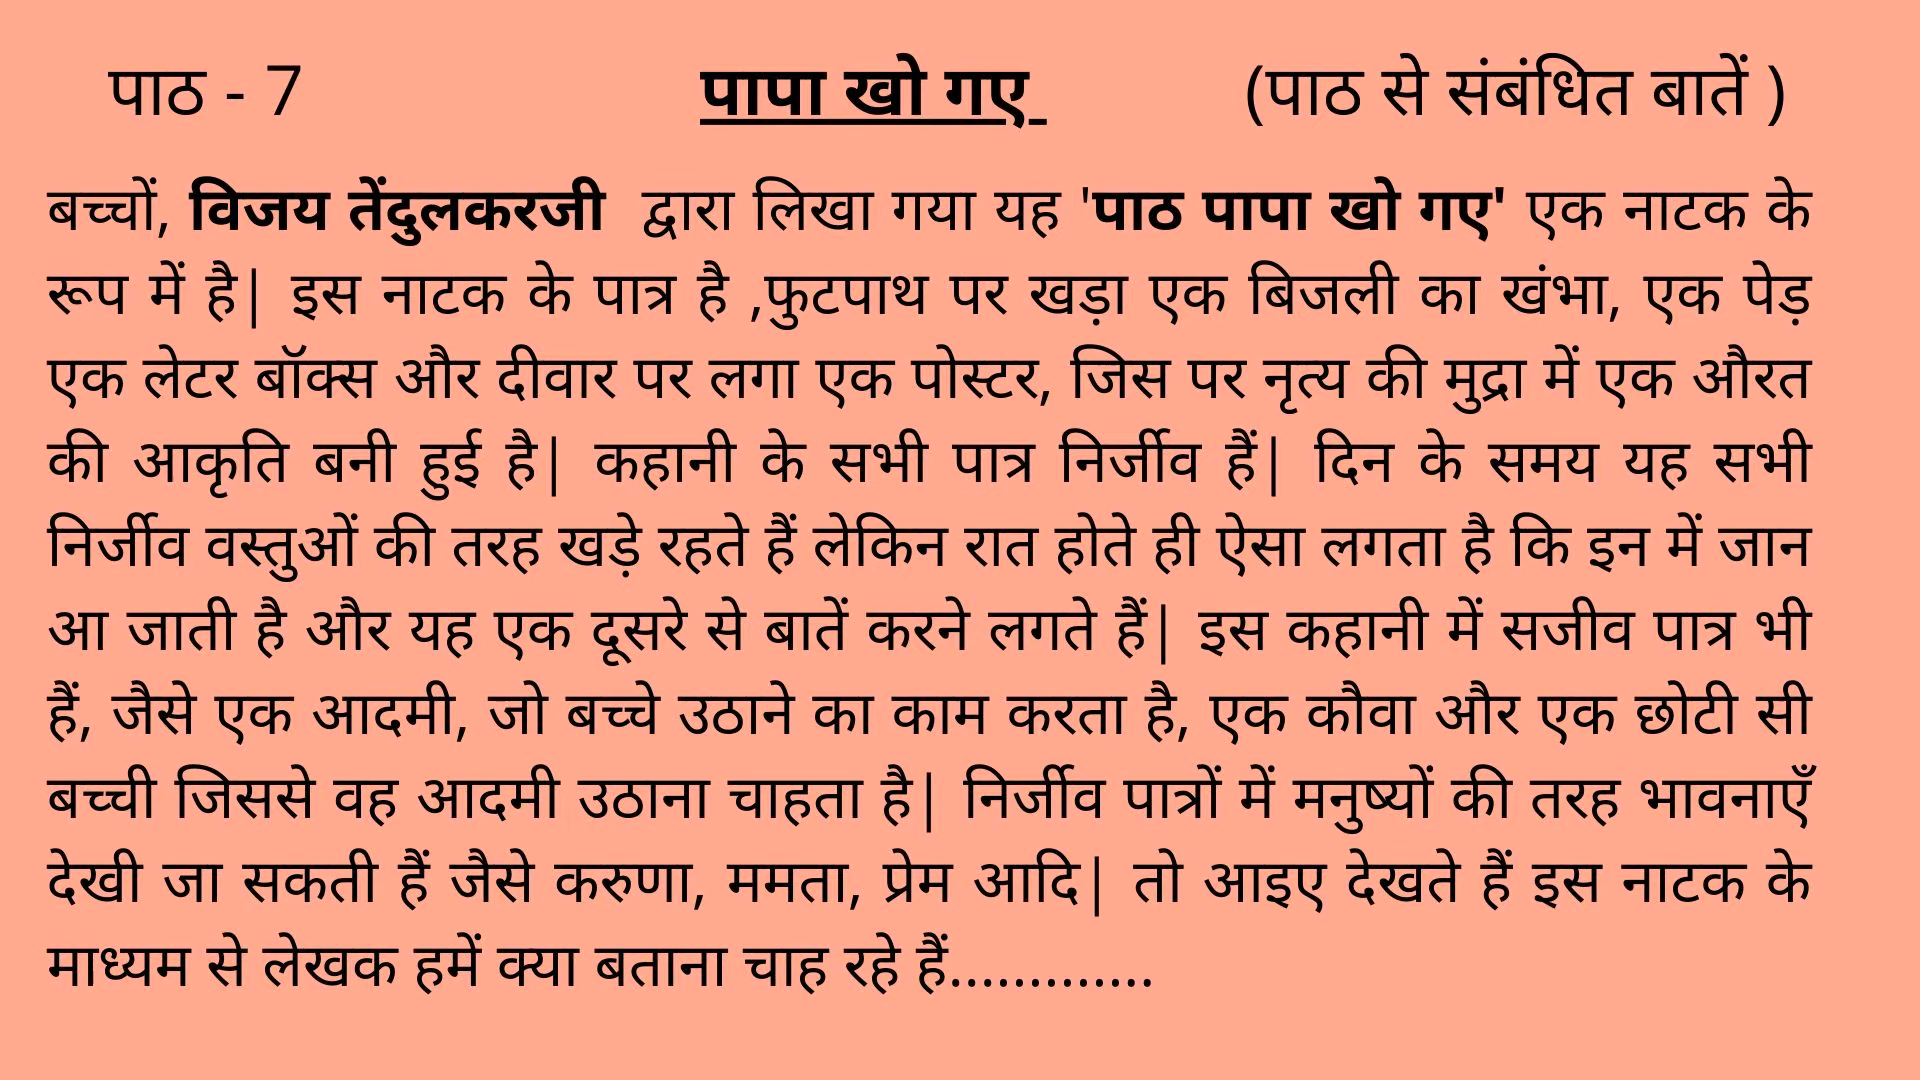 पाठ - 7 पापा खो गए (पाठ से संबंधित बातें )
बच्चों, विजय तेंदुलकरजी द्वारा लिखा गया यह 'पाठ पापा खो गए' एक नाटक के
रूप में है| इस नाटक के पात्र है ,फुटपाथ पर खड़ा एक बिजली का खंभा, एक पेड़
एक लेटर बॉक्स और दीवार पर लगा एक पोस्टर, जिस पर नृत्य की मुद्रा में एक औरत
की आकृति बनी हुई है| कहानी के सभी पात्र निर्जीव हैं| दिन के समय यह सभी
निर्जीव वस्तुओं की तरह खड़े रहते हैं लेकिन रात होते ही ऐसा लगता है कि इन में जान
आ जाती है और यह एक दूसरे से बातें करने लगते हैं| इस कहानी में सजीव पात्र भी
हैं, जैसे एक आदमी, जो बच्चे उठाने का काम करता है, एक कौवा और एक छोटी सी
बच्ची जिससे वह आदमी उठाना चाहता है| निर्जीव पात्रों में मनुष्यों की तरह भावनाएँ
देखी जा सकती हैं जैसे करुणा, ममता, प्रेम आदि| तो आइए देखते हैं इस नाटक के
माध्यम से लेखक हमें क्या बताना चाह रहे हैं.............